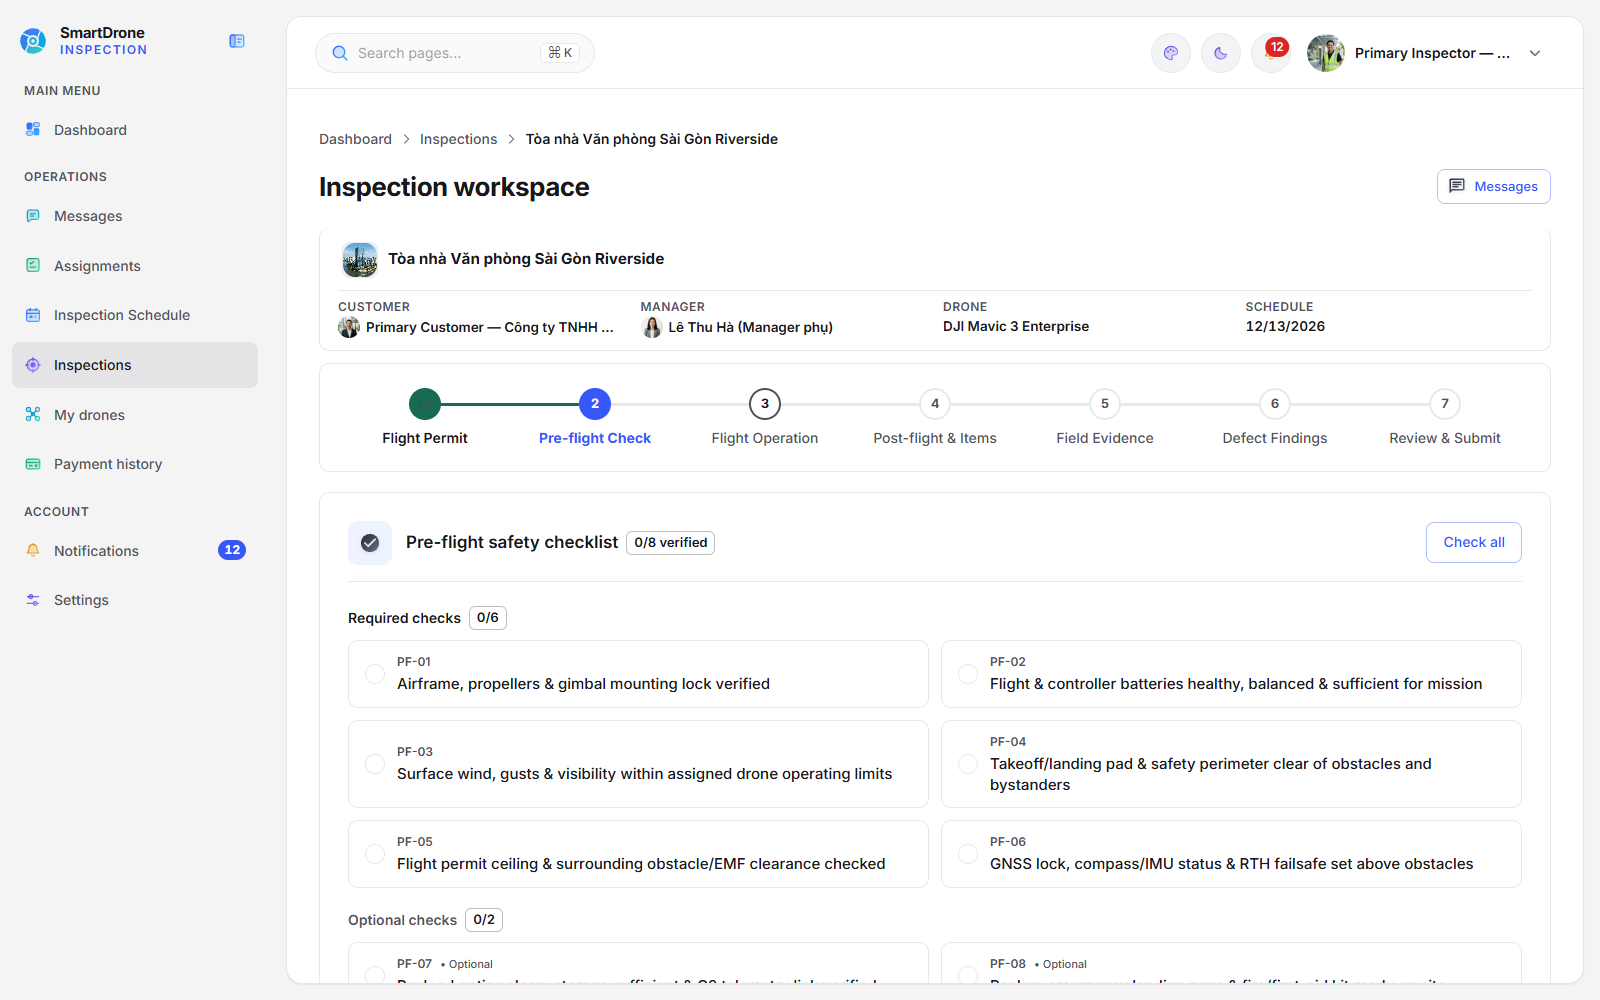 SmartDrone
INSPECTION
MAIN MENU
Dashboard
OPERATIONS
Messages
Assignments
Inspection Schedule
Inspections
My drones
Payment history
ACCOUNT
Notifications 12
Settings
Search pages... ⌘ K
12
Primary Inspector — ...
Dashboard > Inspections > Tòa nhà Văn phòng Sài Gòn Riverside
Inspection workspace
Messages
Tòa nhà Văn phòng Sài Gòn Riverside
CUSTOMER
Primary Customer — Công ty TNHH ...
MANAGER
Lê Thu Hà (Manager phụ)
DRONE
DJI Mavic 3 Enterprise
SCHEDULE
12/13/2026
Flight Permit
2 Pre-flight Check
3 Flight Operation
4 Post-flight & Items
5 Field Evidence
6 Defect Findings
7 Review & Submit
Pre-flight safety checklist 0/8 verified
Check all
Required checks 0/6
PF-01
Airframe, propellers & gimbal mounting lock verified
PF-02
Flight & controller batteries healthy, balanced & sufficient for mission
PF-03
Surface wind, gusts & visibility within assigned drone operating limits
PF-04
Takeoff/landing pad & safety perimeter clear of obstacles and
bystanders
PF-05
Flight permit ceiling & surrounding obstacle/EMF clearance checked
PF-06
GNSS lock, compass/IMU status & RTH failsafe set above obstacles
Optional checks 0/2
PF-07 • Optional
PF-08 • Optional